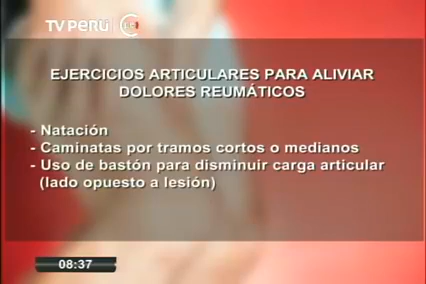 TV PERÚ
EJERCICIOS ARTICULARES PARA ALIVIAR
DOLORES REUMÁTICOS
- Natación
- Caminatas por tramos cortos o medianos
- Uso de bastón para disminuir carga articular
(lado opuesto a lesión)
08:37